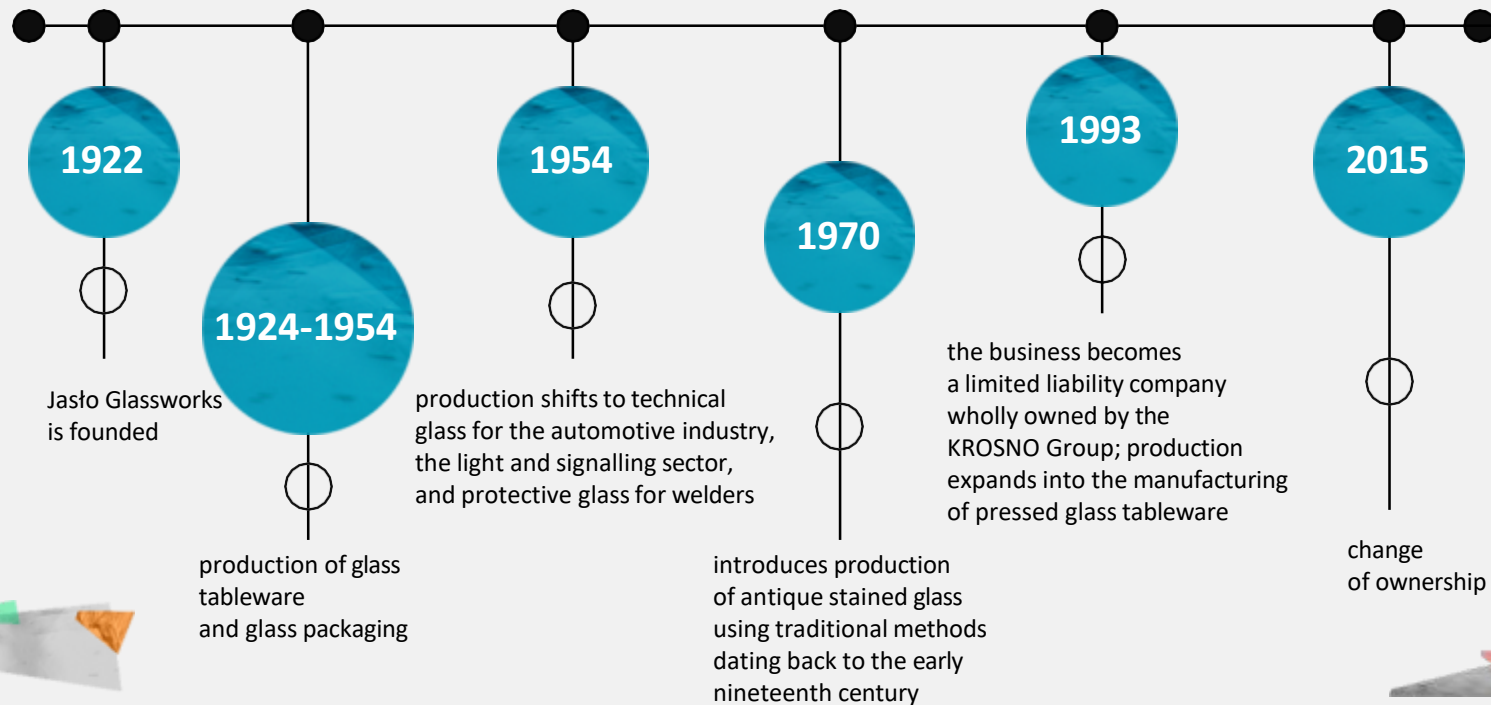 1922
Jasło Glassworks
is founded
1924-1954
production of glass
tableware
and glass packaging
1954
production shifts to technical
glass for the automotive industry,
the light and signalling sector,
and protective glass for welders
1970
introduces production
of antique stained glass
using traditional methods
dating back to the early
nineteenth century
1993
the business becomes
a limited liability company
wholly owned by the
KROSNO Group; production
expands into the manufacturing
of pressed glass tableware
2015
change
of ownership